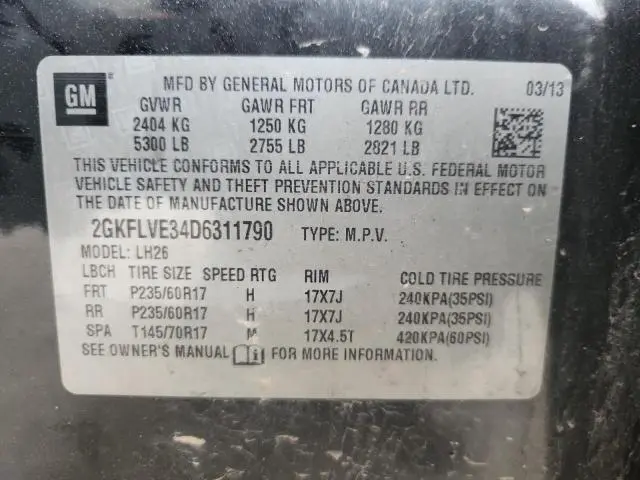 GM ® MFD BY GENERAL MOTORS OF CANADA LTD. 03/13
GVWR GAWR FRT GAWR RR
2404 KG 1250 KG 1280 KG
5300 LB 2755 LB 2821 LB
THIS VEHICLE CONFORMS TO ALL APPLICABLE U.S. FEDERAL MOTOR
VEHICLE SAFETY AND THEFT PREVENTION STANDARDS IN EFFECT ON
THE DATE OF MANUFACTURE SHOWN ABOVE.
2GKFLVE34D6311790 TYPE: M.P.V.
MODEL: LH26
LBCH TIRE SIZE SPEED RTG RIM COLD TIRE PRESSURE
FRT P235/60R17 H 17X7J 240KPA(35PSI)
RR P235/60R17 H 17X7J 240KPA(35PSI)
SPA T145/70R17 M 17X4.5T 420KPA(60PSI)
SEE OWNER'S MANUAL FOR MORE INFORMATION.